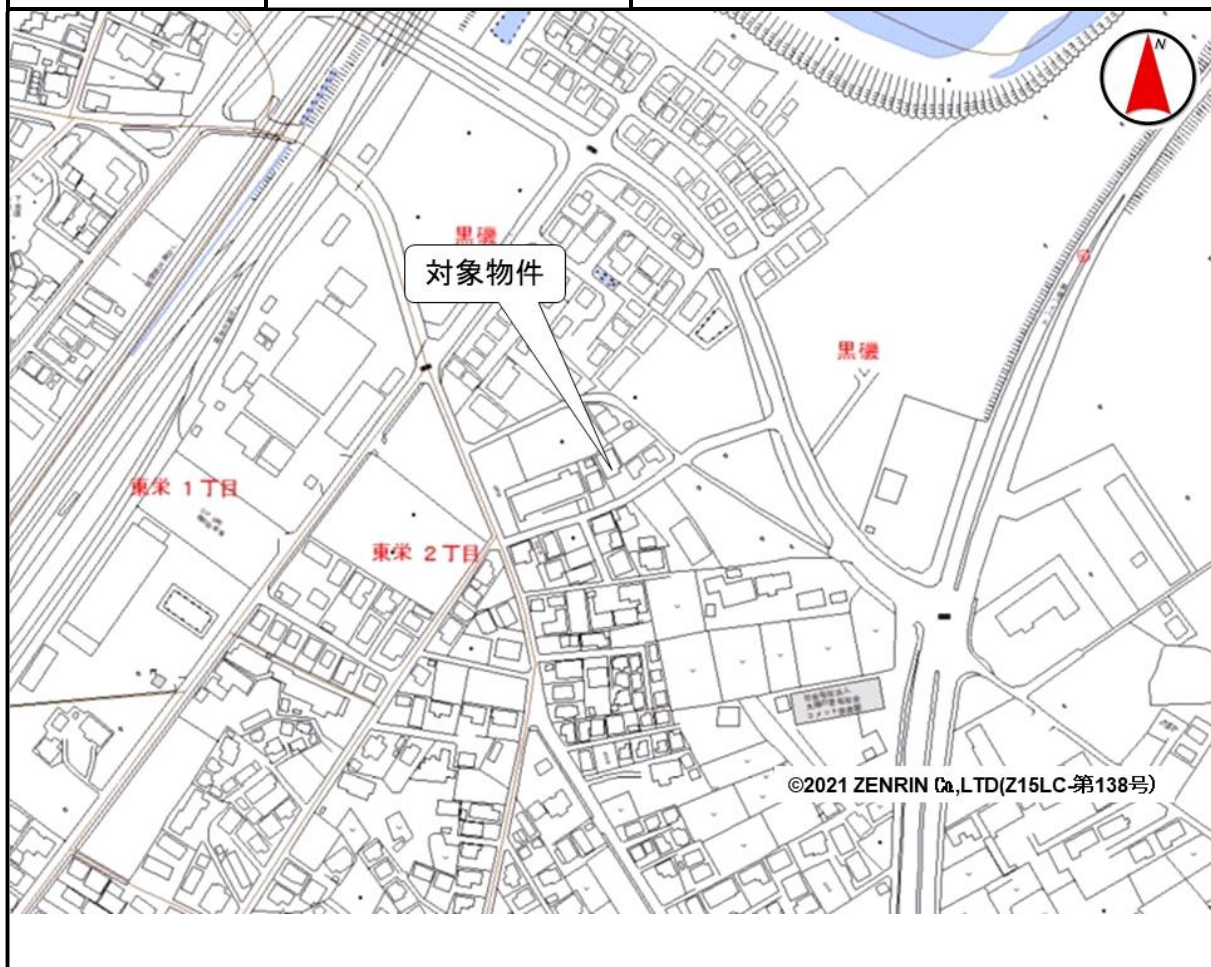 N
黒磯
対象物件
黒磯
東栄 1丁目
東栄 2丁目
©2021 ZENRIN Co.,LTD(Z15LC-第138号)